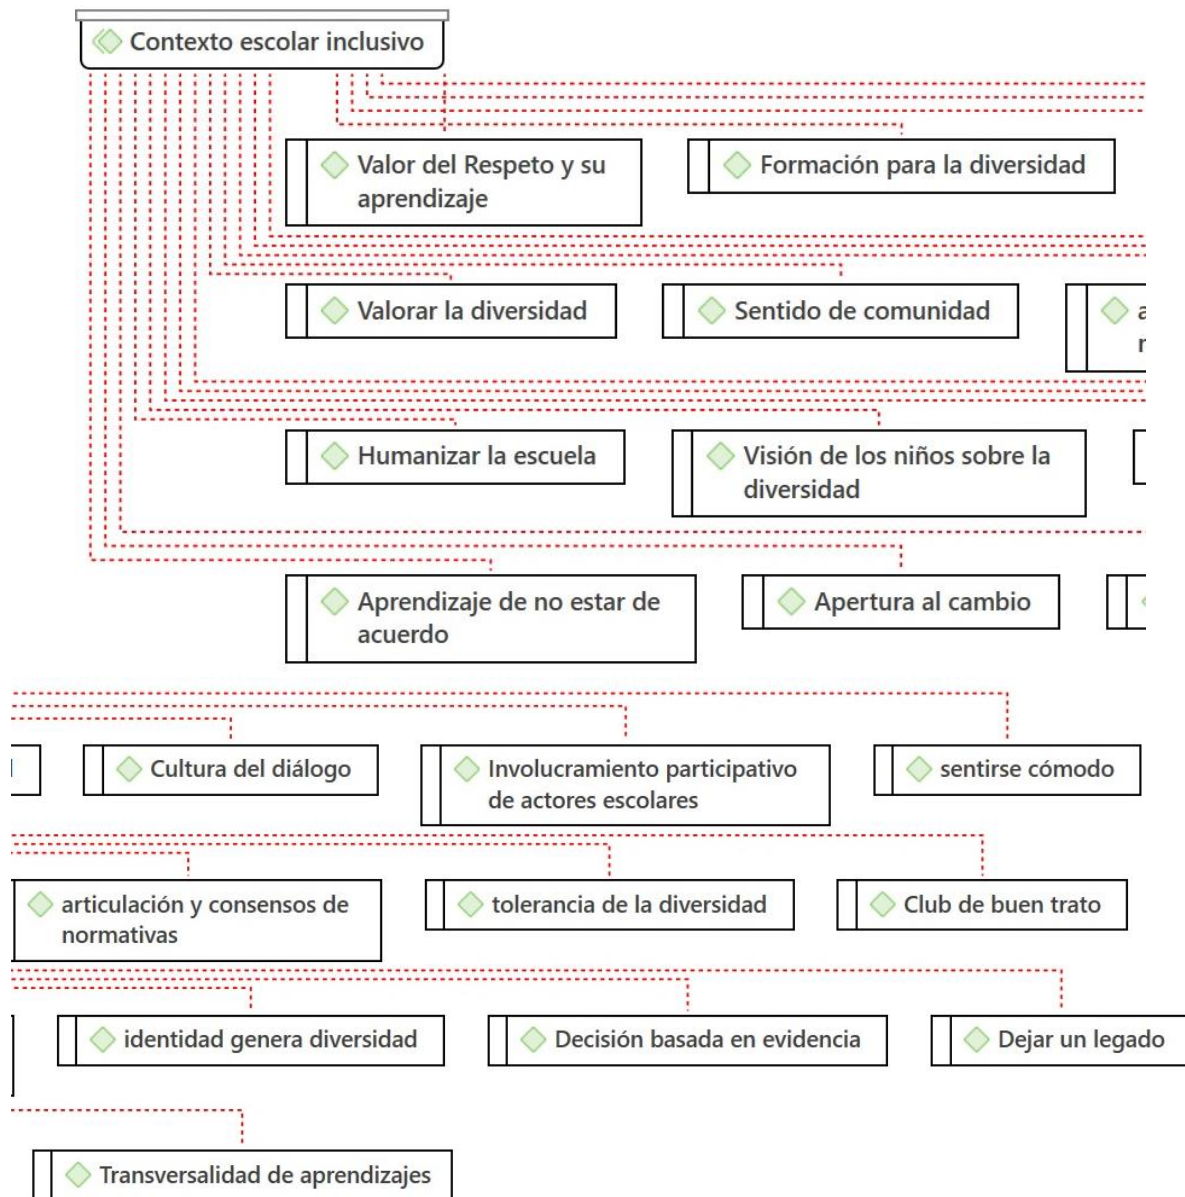 Contexto escolar inclusivo
Valor del Respeto y su
aprendizaje
Formación para la diversidad
Valorar la diversidad
Sentido de comunidad
Humanizar la escuela
Visión de los niños sobre la
diversidad
Aprendizaje de no estar de
acuerdo
Apertura al cambio
Cultura del diálogo
Involucramiento participativo
de actores escolares
sentirse cómodo
articulación y consensos de
normativas
tolerancia de la diversidad
Club de buen trato
identidad genera diversidad
Decisión basada en evidencia
Dejar un legado
Transversalidad de aprendizajes